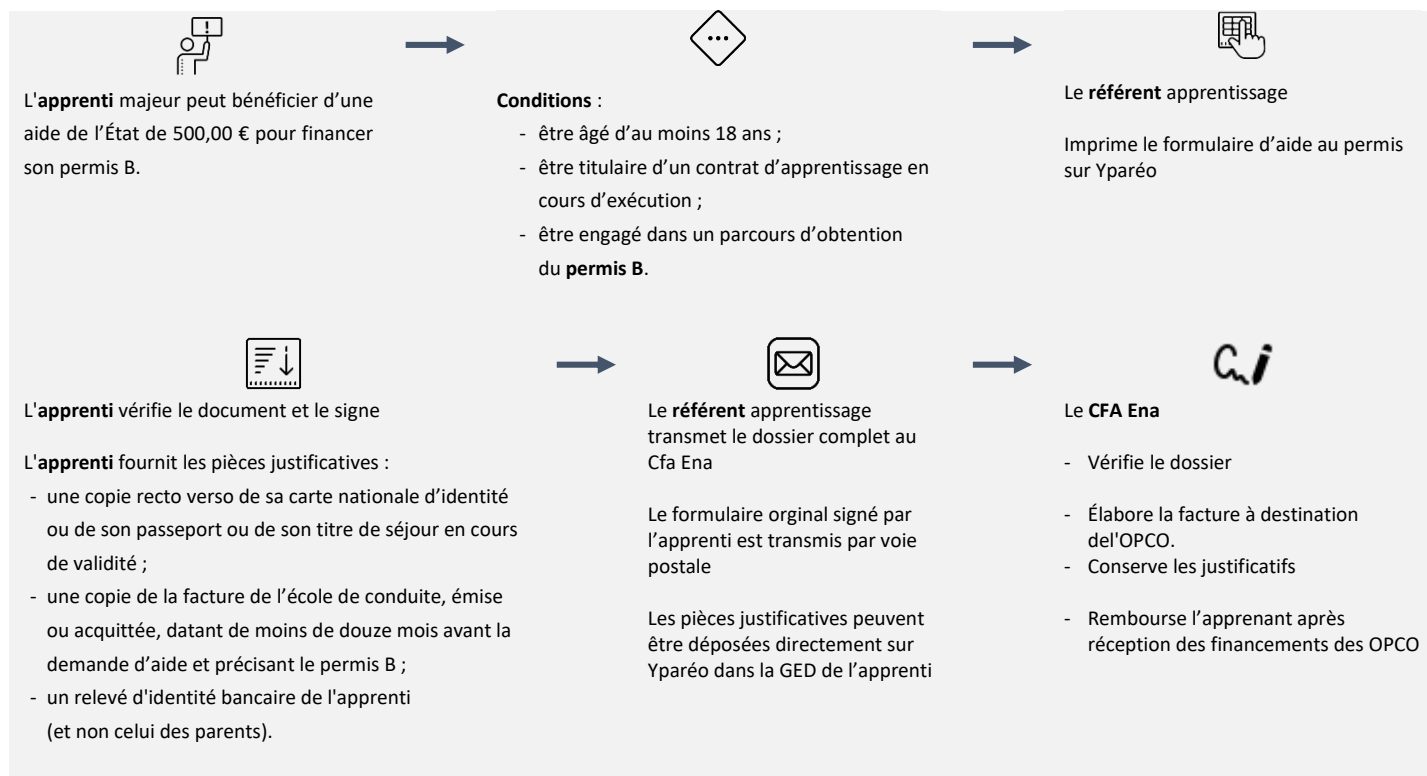 L'apprenti majeur peut bénéficier d’une
aide de l’État de 500,00 € pour financer
son permis B.
Conditions :
- être âgé d’au moins 18 ans ;
- être titulaire d’un contrat d’apprentissage en
cours d’exécution ;
- être engagé dans un parcours d’obtention
du permis B.
Le référent apprentissage
Imprime le formulaire d’aide au permis
sur Yparéo
L'apprenti vérifie le document et le signe
L'apprenti fournit les pièces justificatives :
- une copie recto verso de sa carte nationale d’identité
ou de son passeport ou de son titre de séjour en cours
de validité ;
- une copie de la facture de l’école de conduite, émise
ou acquittée, datant de moins de douze mois avant la
demande d’aide et précisant le permis B ;
- un relevé d'identité bancaire de l'apprenti
(et non celui des parents).
Le référent apprentissage
transmet le dossier complet au
Cfa Ena
Le formulaire orginal signé par
l’apprenti est transmis par voie
postale
Les pièces justificatives peuvent
être déposées directement sur
Yparéo dans la GED de l’apprenti
Le CFA Ena
- Vérifie le dossier
- Élabore la facture à destination
del'OPCO.
- Conserve les justificatifs
- Rembourse l’apprenant après
réception des financements des OPCO